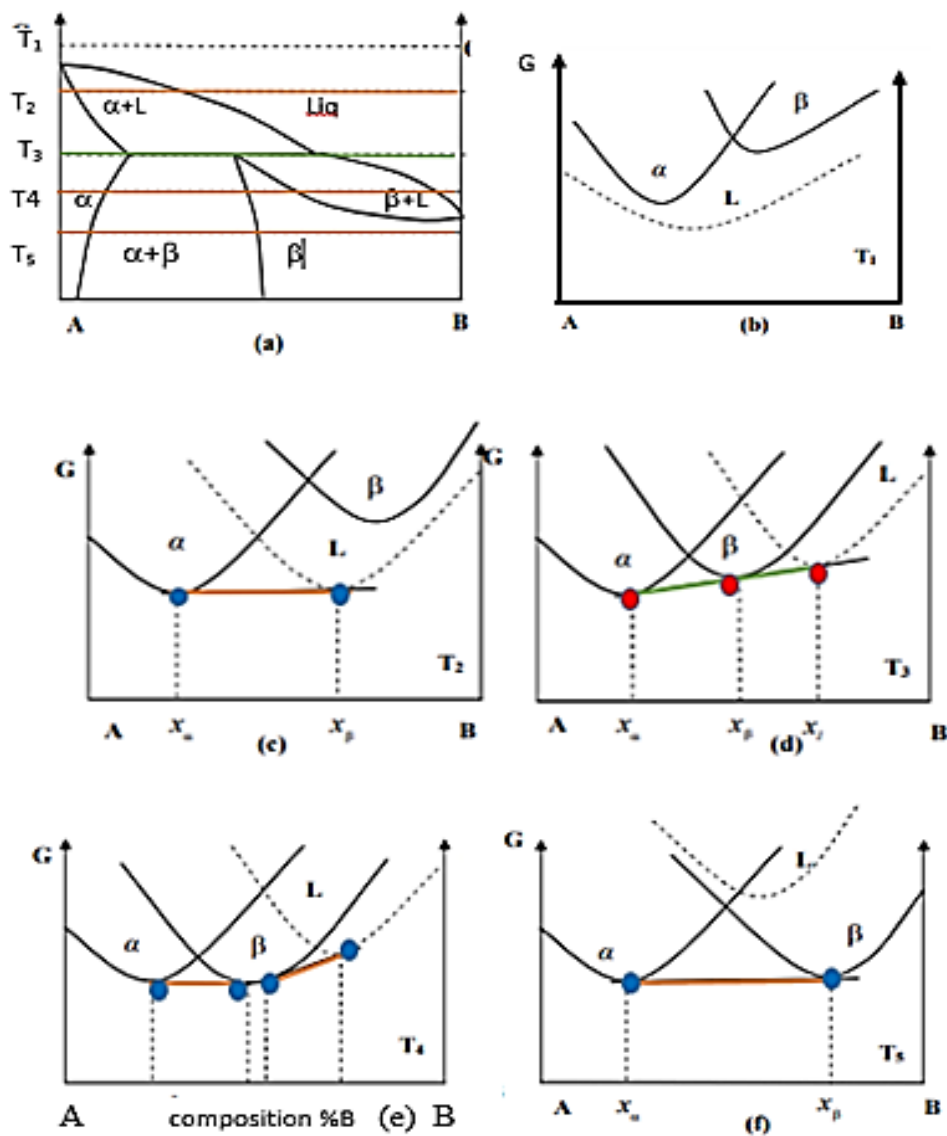 T₁
T₂
α+L
Liq
T₃
T4
α
β+L
T₅
α+β
β
A
B
(a)
G
β
α
L
T₁
A
(b)
B
G
α
β
L
T₂
A
xα
xβ
B
(c)
G
α
β
L
T₃
A
xα
xβ
xl
B
(d)
G
α
β
L
T₄
A composition %B (e) B
G
α
L
β
T₅
A
xα
xβ
B
(f)